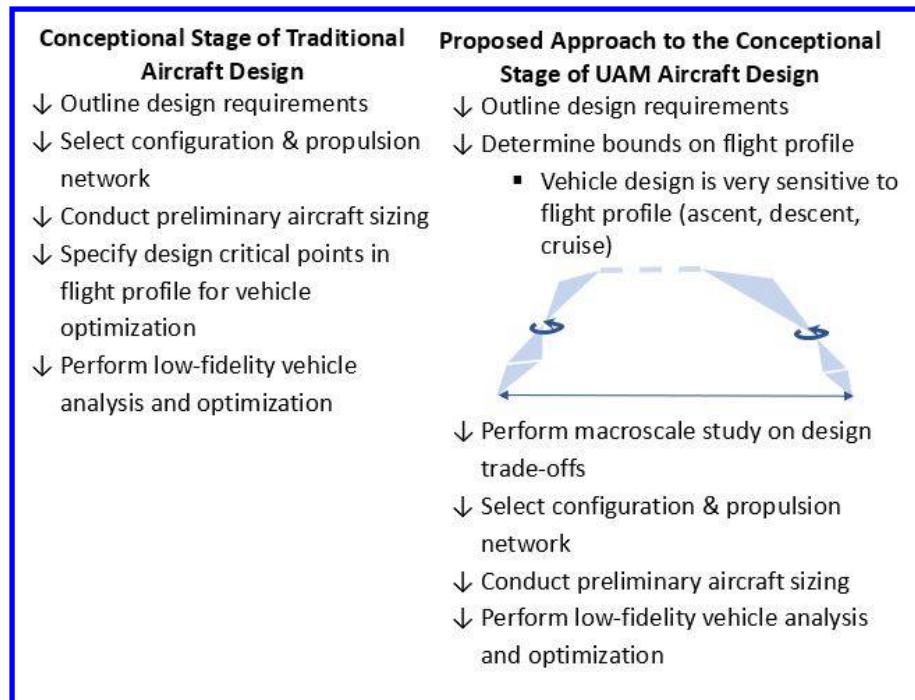 Conceptual Stage of Traditional
Aircraft Design
↓ Outline design requirements
↓ Select configuration & propulsion
network
↓ Conduct preliminary aircraft sizing
↓ Specify design critical points in
flight profile for vehicle
optimization
↓ Perform low-fidelity vehicle
analysis and optimization
Proposed Approach to the Conceptional
Stage of UAM Aircraft Design
↓ Outline design requirements
↓ Determine bounds on flight profile
▪ Vehicle design is very sensitive to
flight profile (ascent, descent,
cruise)
↓ Perform macroscale study on design
trade-offs
↓ Select configuration & propulsion
network
↓ Conduct preliminary aircraft sizing
↓ Perform low-fidelity vehicle analysis
and optimization